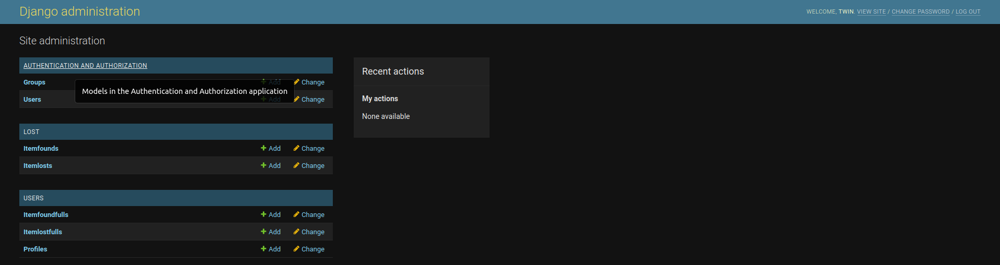 Django administration
WELCOME, TWIN. VIEW SITE / CHANGE PASSWORD / LOG OUT
Site administration
AUTHENTICATION AND AUTHORIZATION
Groups Add Change
Models in the Authentication and Authorization application
Users Add Change
LOST
Itemfounds Add Change
Itemlosts Add Change
USERS
Itemfoundfulls Add Change
Itemlostfulls Add Change
Profiles Add Change
Recent actions
My actions
None available